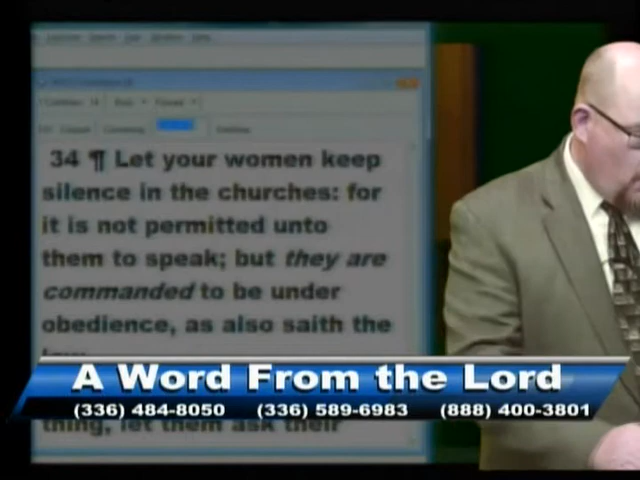 34 ¶ Let your women keep
silence in the churches: for
it is not permitted unto
them to speak; but they are
commanded to be under
obedience, as also saith the
law.
A Word From the Lord
(336) 484-8050 (336) 589-6983 (888) 400-3801
thing, let them ask their